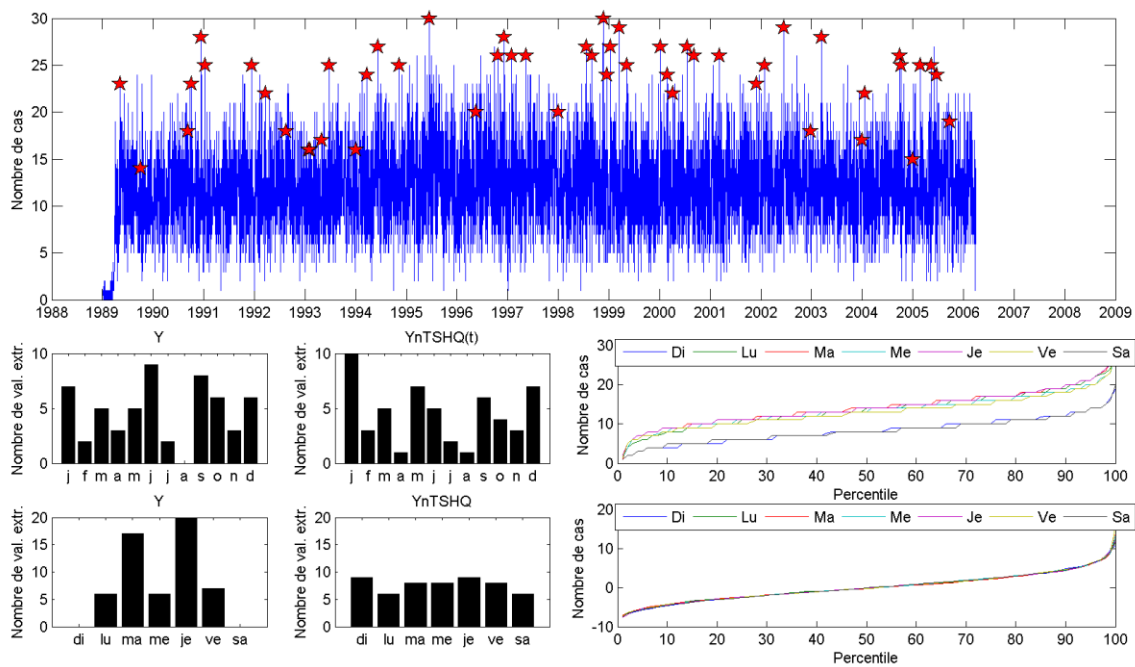 30
25
20
15
10
5
0
Nombre de cas
1988 1989 1990 1991 1992 1993 1994 1995 1996 1997 1998 1999 2000 2001 2002 2003 2004 2005 2006 2007 2008 2009
Y
10
5
0
Nombre de val. extr.
j f m a m j j a s o n d
YnTSHQ(t)
10
5
0
Nombre de val. extr.
j f m a m j j a s o n d
30
20
10
0
Nombre de cas
Di Lu Ma Me Je Ve Sa
0 10 20 30 40 50 60 70 80 90 100
Percentile
Y
20
15
10
5
0
Nombre de val. extr.
di lu ma me je ve sa
YnTSHQ
20
15
10
5
0
Nombre de val. extr.
di lu ma me je ve sa
20
10
0
-10
Nombre de cas
Di Lu Ma Me Je Ve Sa
0 10 20 30 40 50 60 70 80 90 100
Percentile